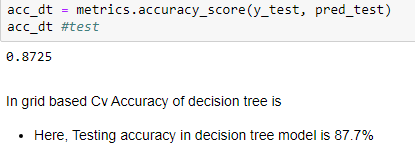 acc_dt = metrics.accuracy_score(y_test, pred_test)
acc_dt #test
0.8725
In grid based Cv Accuracy of decision tree is
• Here, Testing accuracy in decision tree model is 87.7%